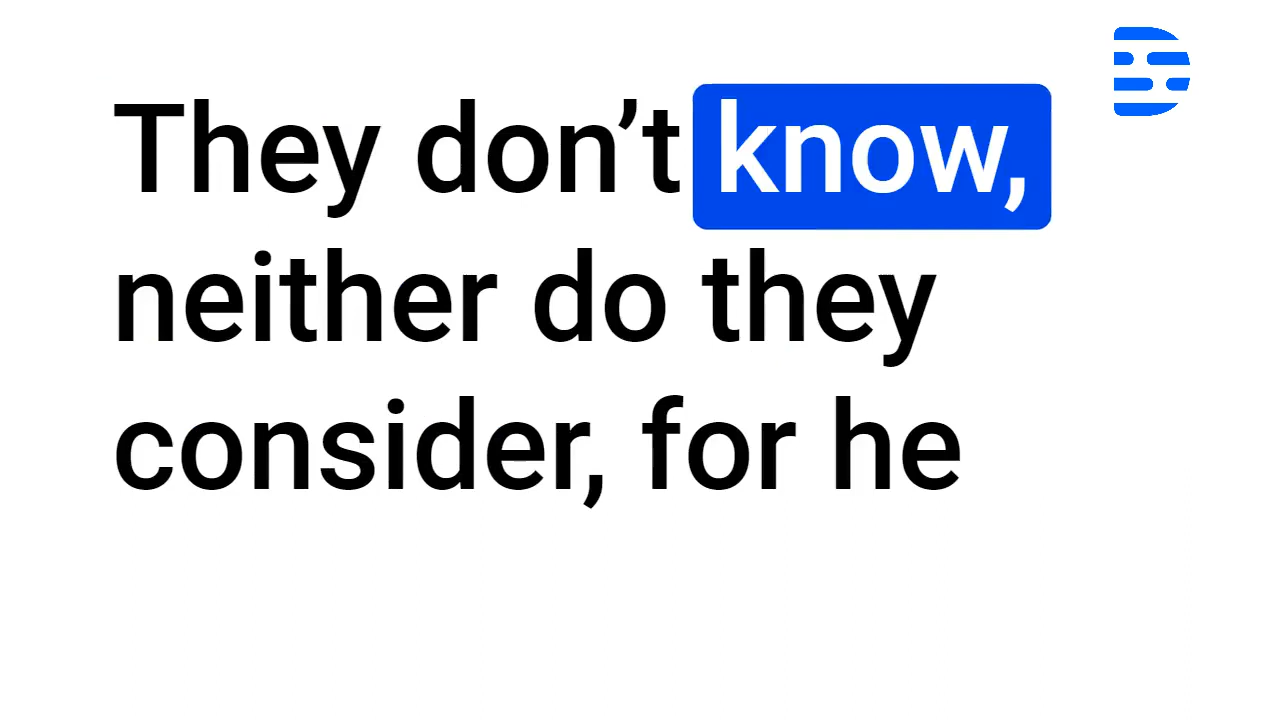 They don’t know,
neither do they
consider, for he